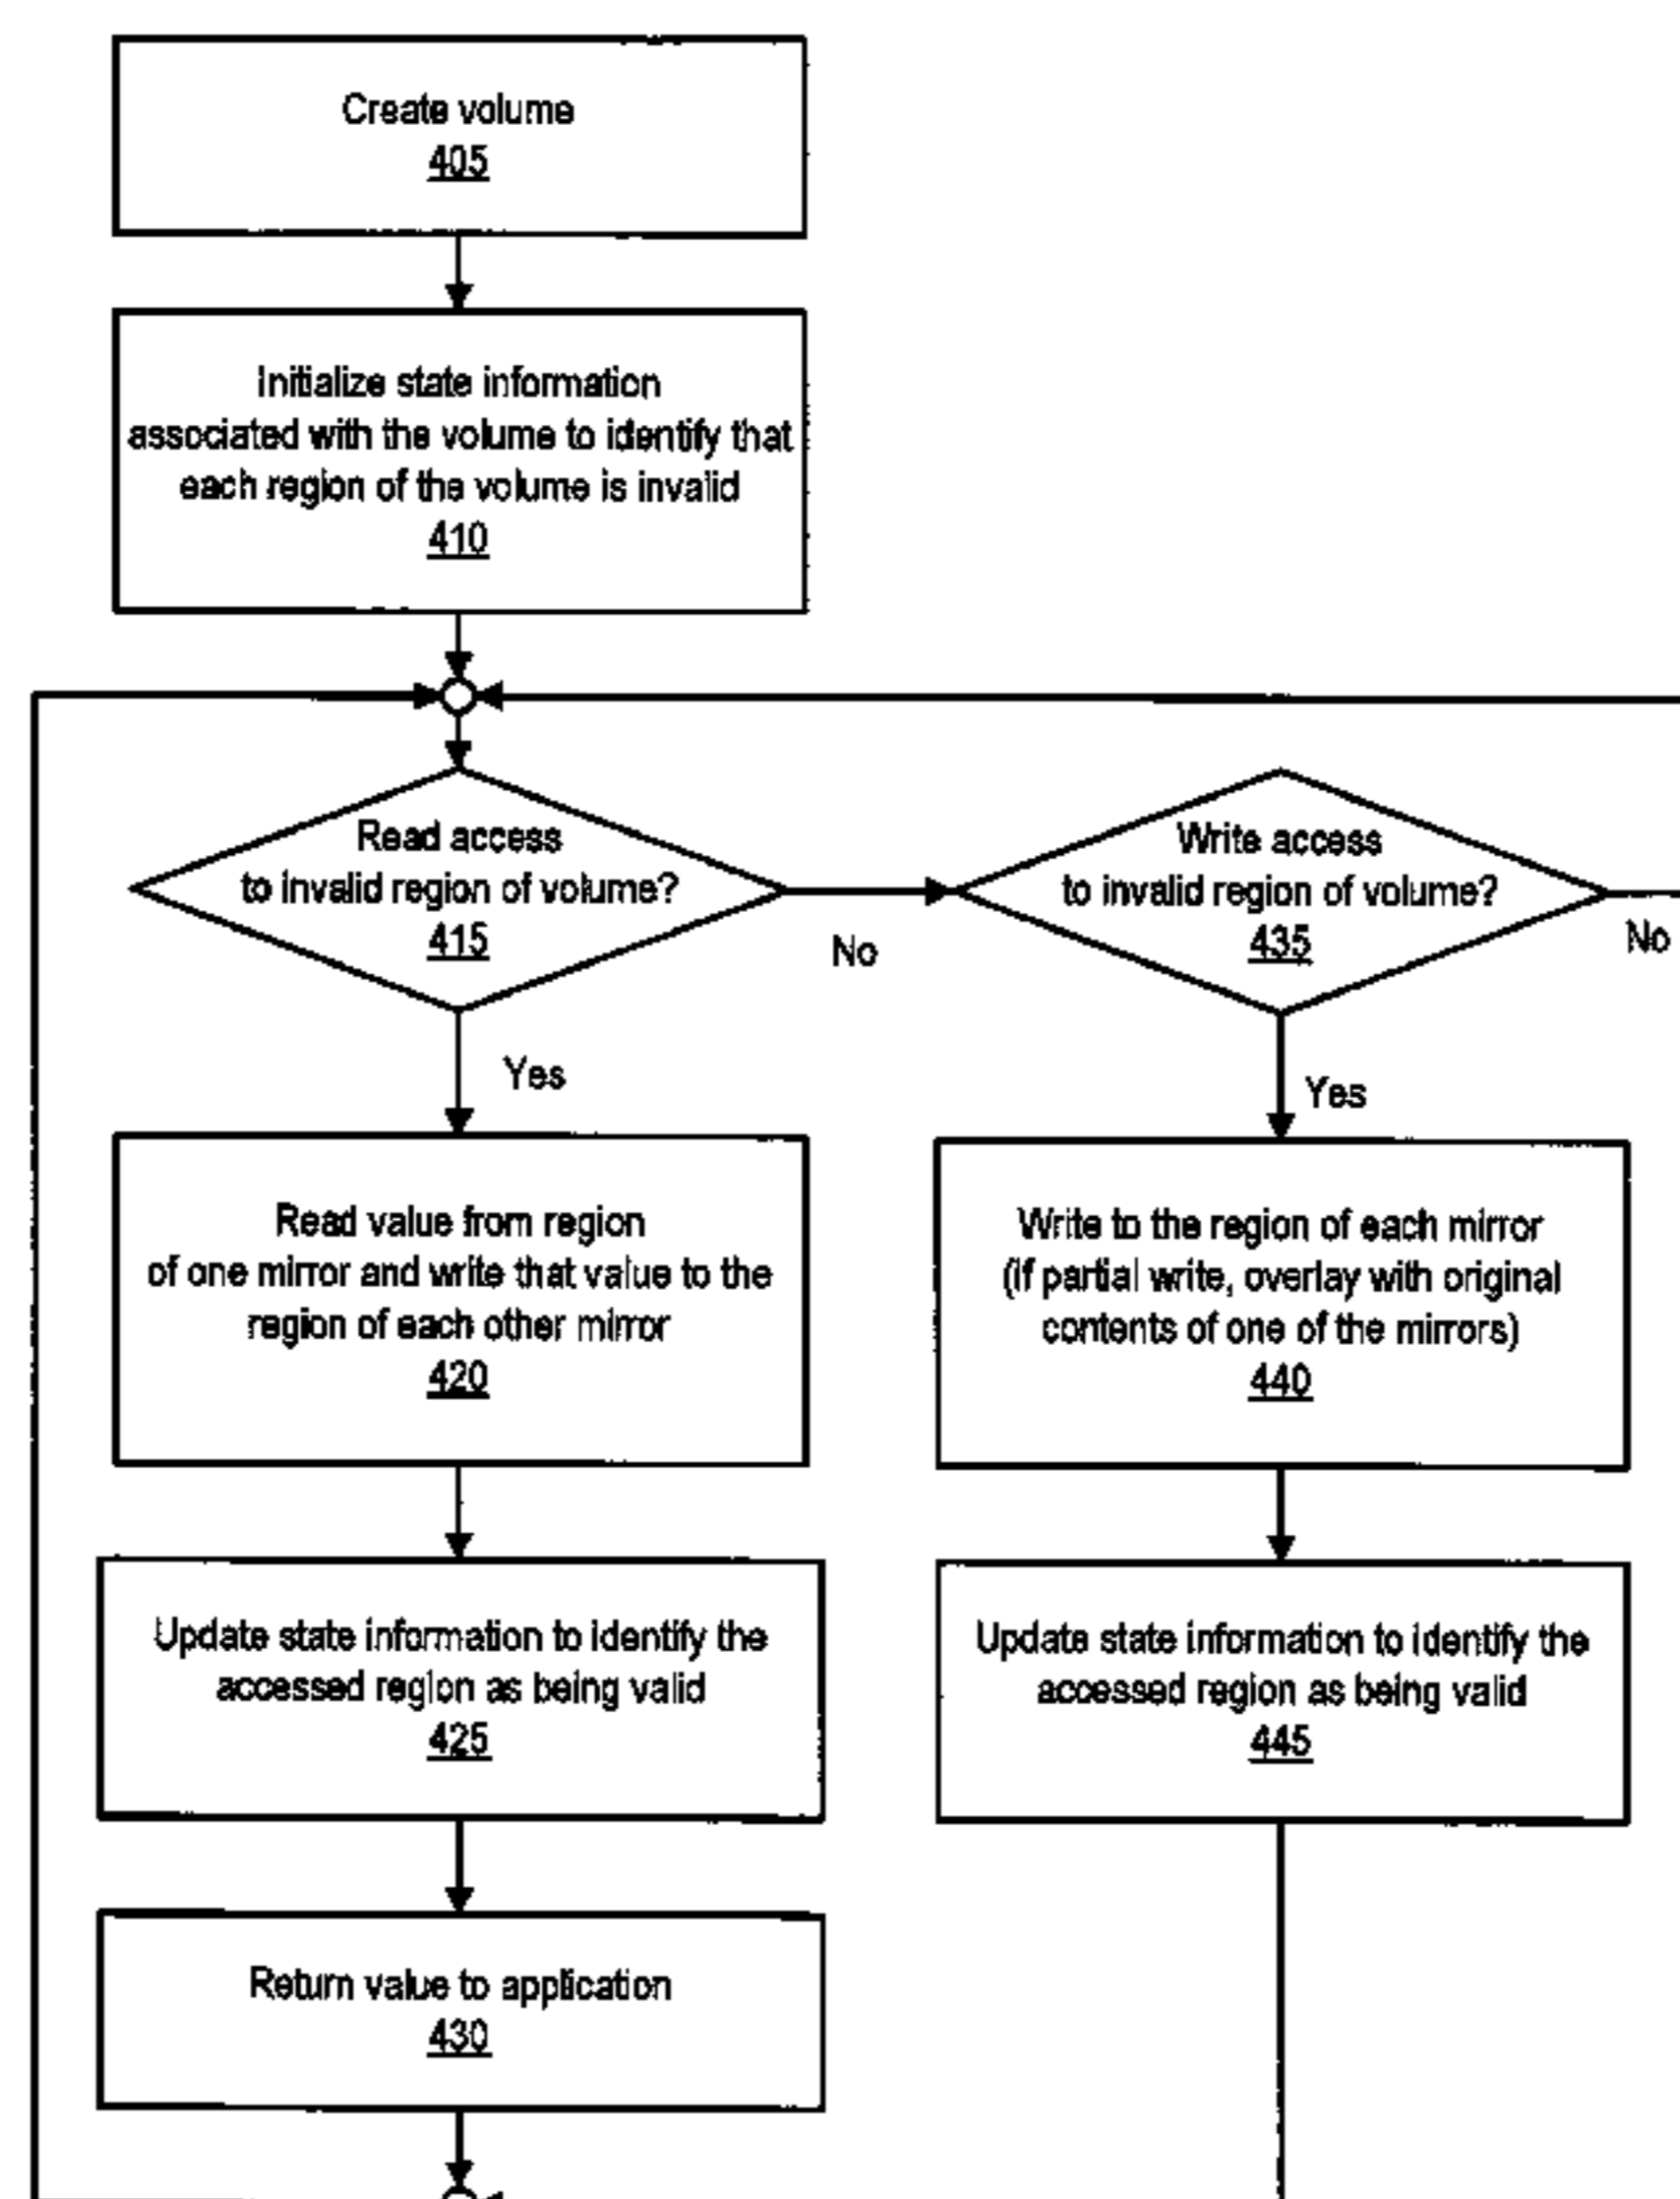 Create volume
405
Initialize state information
associated with the volume to identify that
each region of the volume is invalid
410
Read access
to invalid region of volume?
415
No
Yes
Write access
to invalid region of volume?
435
No
Yes
Read value from region
of one mirror and write that value to the
region of each other mirror
420
Write to the region of each mirror
(if partial write, overlay with original
contents of one of the mirrors)
440
Update state information to identify the
accessed region as being valid
425
Update state information to identify the
accessed region as being valid
445
Return value to application
430